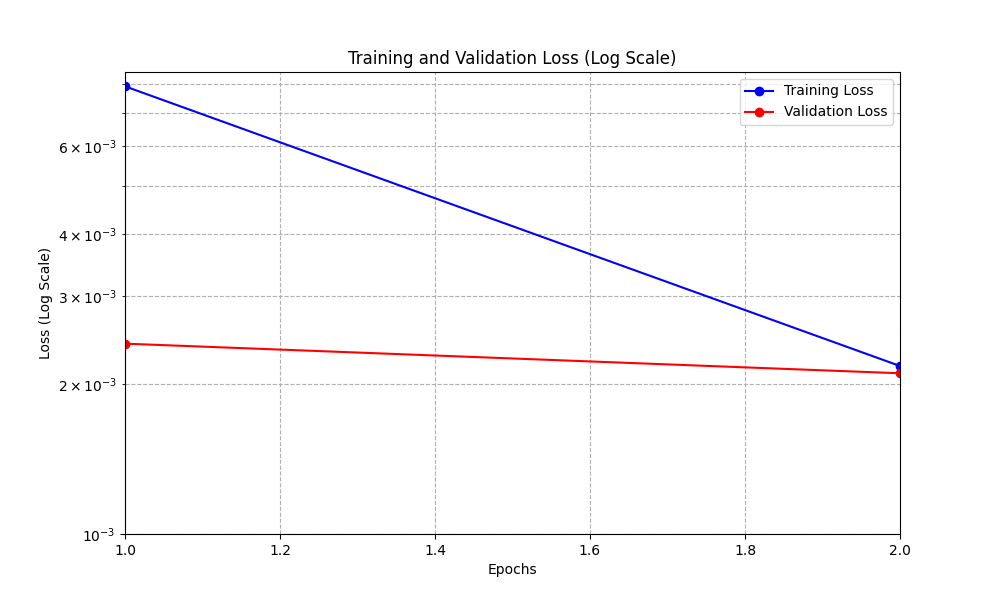 Training and Validation Loss (Log Scale)
Training Loss
Validation Loss
Loss (Log Scale)
6 × 10⁻³
4 × 10⁻³
3 × 10⁻³
2 × 10⁻³
10⁻³
1.0 1.2 1.4 1.6 1.8 2.0
Epochs